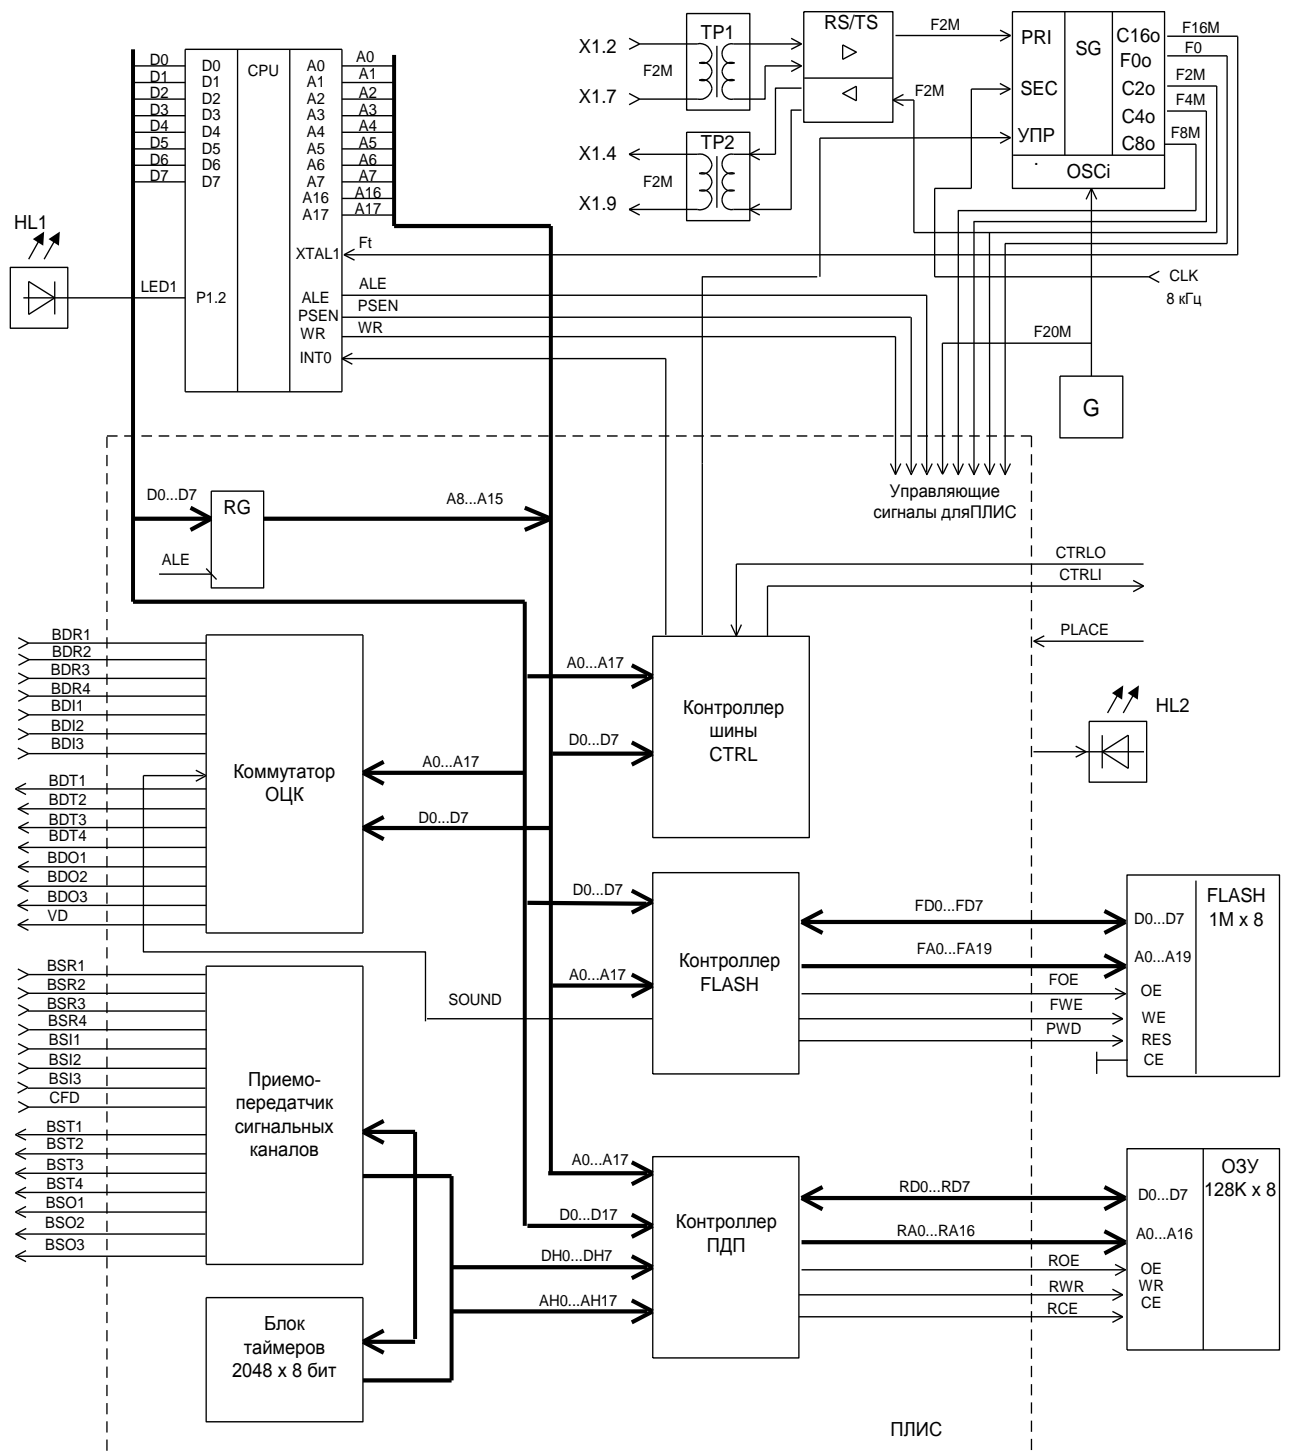 TP1
RS/TS
X1.2
F2M
X1.7
F2M
F2M
TP2
X1.4
F2M
X1.9
PRI
SEC
УПР
SG
C16o
F0o
C2o
C4o
C8o
OSCi
F16M
F0
F2M
F4M
F8M
CLK
8 кГц
F20M
G
D0
D1
D2
D3
D4
D5
D6
D7
D0
D1
D2
D3
D4
D5
D6
D7
CPU
A0
A1
A2
A3
A4
A5
A6
A7
A16
A17
A0
A1
A2
A3
A4
A5
A6
A7
A16
A17
HL1
LED1
P1.2
XTAL1
Ft
ALE
ALE
PSEN
PSEN
WR
WR
INT0
Управляющие
сигналы дляПЛИС
D0...D7
RG
A8...A15
ALE
CTRLO
CTRLI
PLACE
HL2
BDR1
BDR2
BDR3
BDR4
BDI1
BDI2
BDI3
BDT1
BDT2
BDT3
BDT4
BDO1
BDO2
BDO3
VD
Коммутатор
ОЦК
A0...A17
D0...D7
A0...A17
D0...D7
Контроллер
шины
CTRL
D0...D7
A0...A17
SOUND
Контроллер
FLASH
FD0...FD7
FA0...FA19
FOE
FWE
PWD
D0...D7
A0...A19
OE
WE
RES
CE
FLASH
1M x 8
BSR1
BSR2
BSR3
BSR4
BSI1
BSI2
BSI3
CFD
BST1
BST2
BST3
BST4
BSO1
BSO2
BSO3
Приемо-
передатчик
сигнальных
каналов
A0...A17
D0...D17
DH0...DH7
AH0...AH17
Контроллер
ПДП
RD0...RD7
RA0...RA16
ROE
RWR
RCE
D0...D7
A0...A16
OE
WR
CE
ОЗУ
128K x 8
Блок
таймеров
2048 x 8 бит
ПЛИС